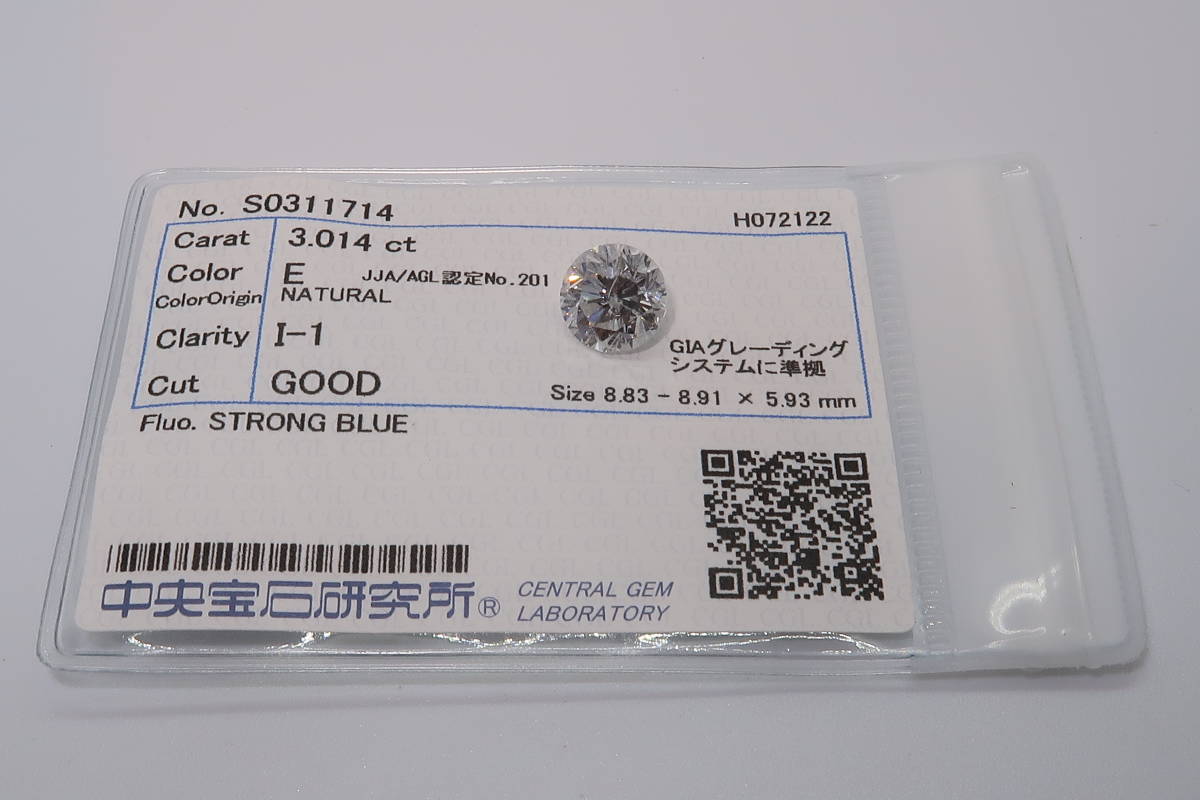 No. S0311714
H072122
Carat 3.014 ct
Color E JJA/AGL認定No.201
ColorOrigin NATURAL
Clarity I-1
GIAグレーディング
システムに準拠
Cut GOOD
Size 8.83 - 8.91 × 5.93 mm
Fluo. STRONG BLUE
中央宝石研究所® CENTRAL GEM
LABORATORY